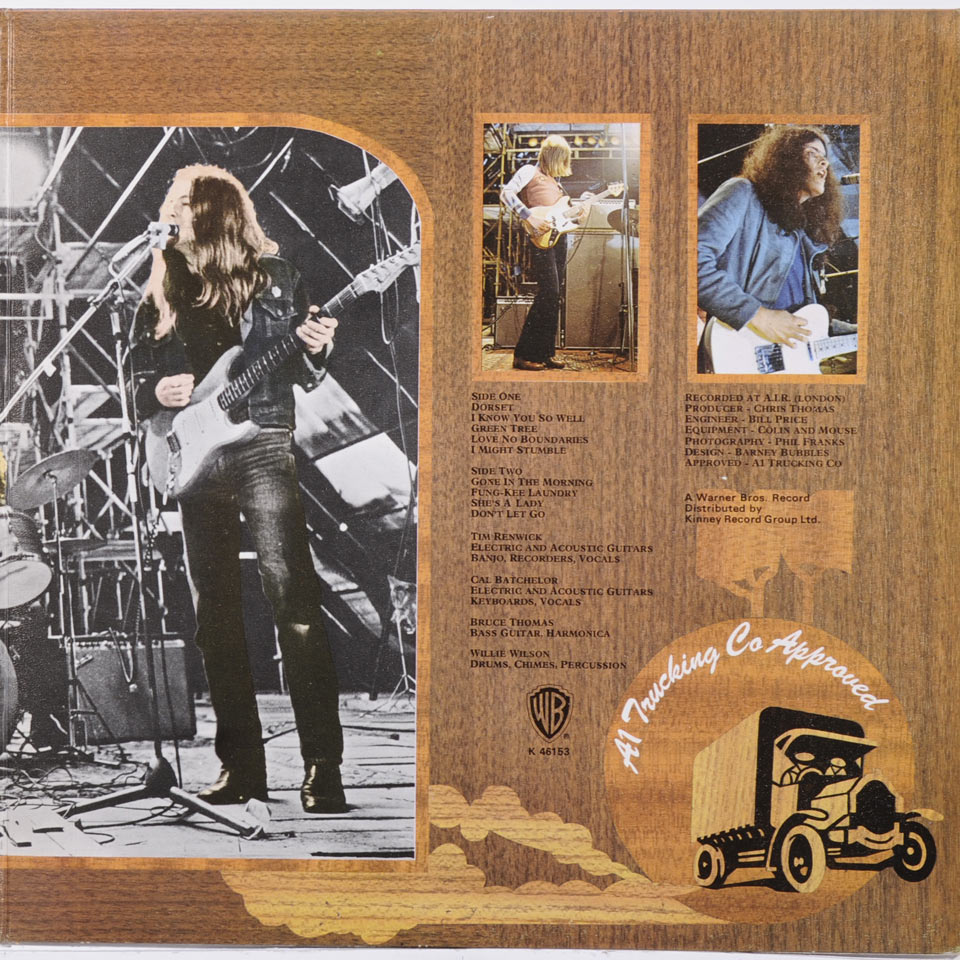 Side One
Dorset
I Know You So Well
Green Tree
Love No Boundaries
I Might Stumble
Side Two
Gone In The Morning
Fung-Kee Laundry
She's A Lady
Don't Let Go
Tim Renwick
Electric and Acoustic Guitars
Banjo, Recorders, Vocals
Cal Batchelor
Electric and Acoustic Guitars
Keyboards, Vocals
Bruce Thomas
Bass Guitar, Harmonica
Willie Wilson
Drums, Chimes, Percussion
WB
®
K 46153
Recorded at A.I.R. (London)
Producer - Chris Thomas
Engineer - Bill Price
Equipment - Colin and Mouse
Photography - Phil Franks
Design - Barney Bubbles
Approved - A1 Trucking Co
A Warner Bros. Record
Distributed by
Kinney Record Group Ltd.
A1 Trucking Co Approved